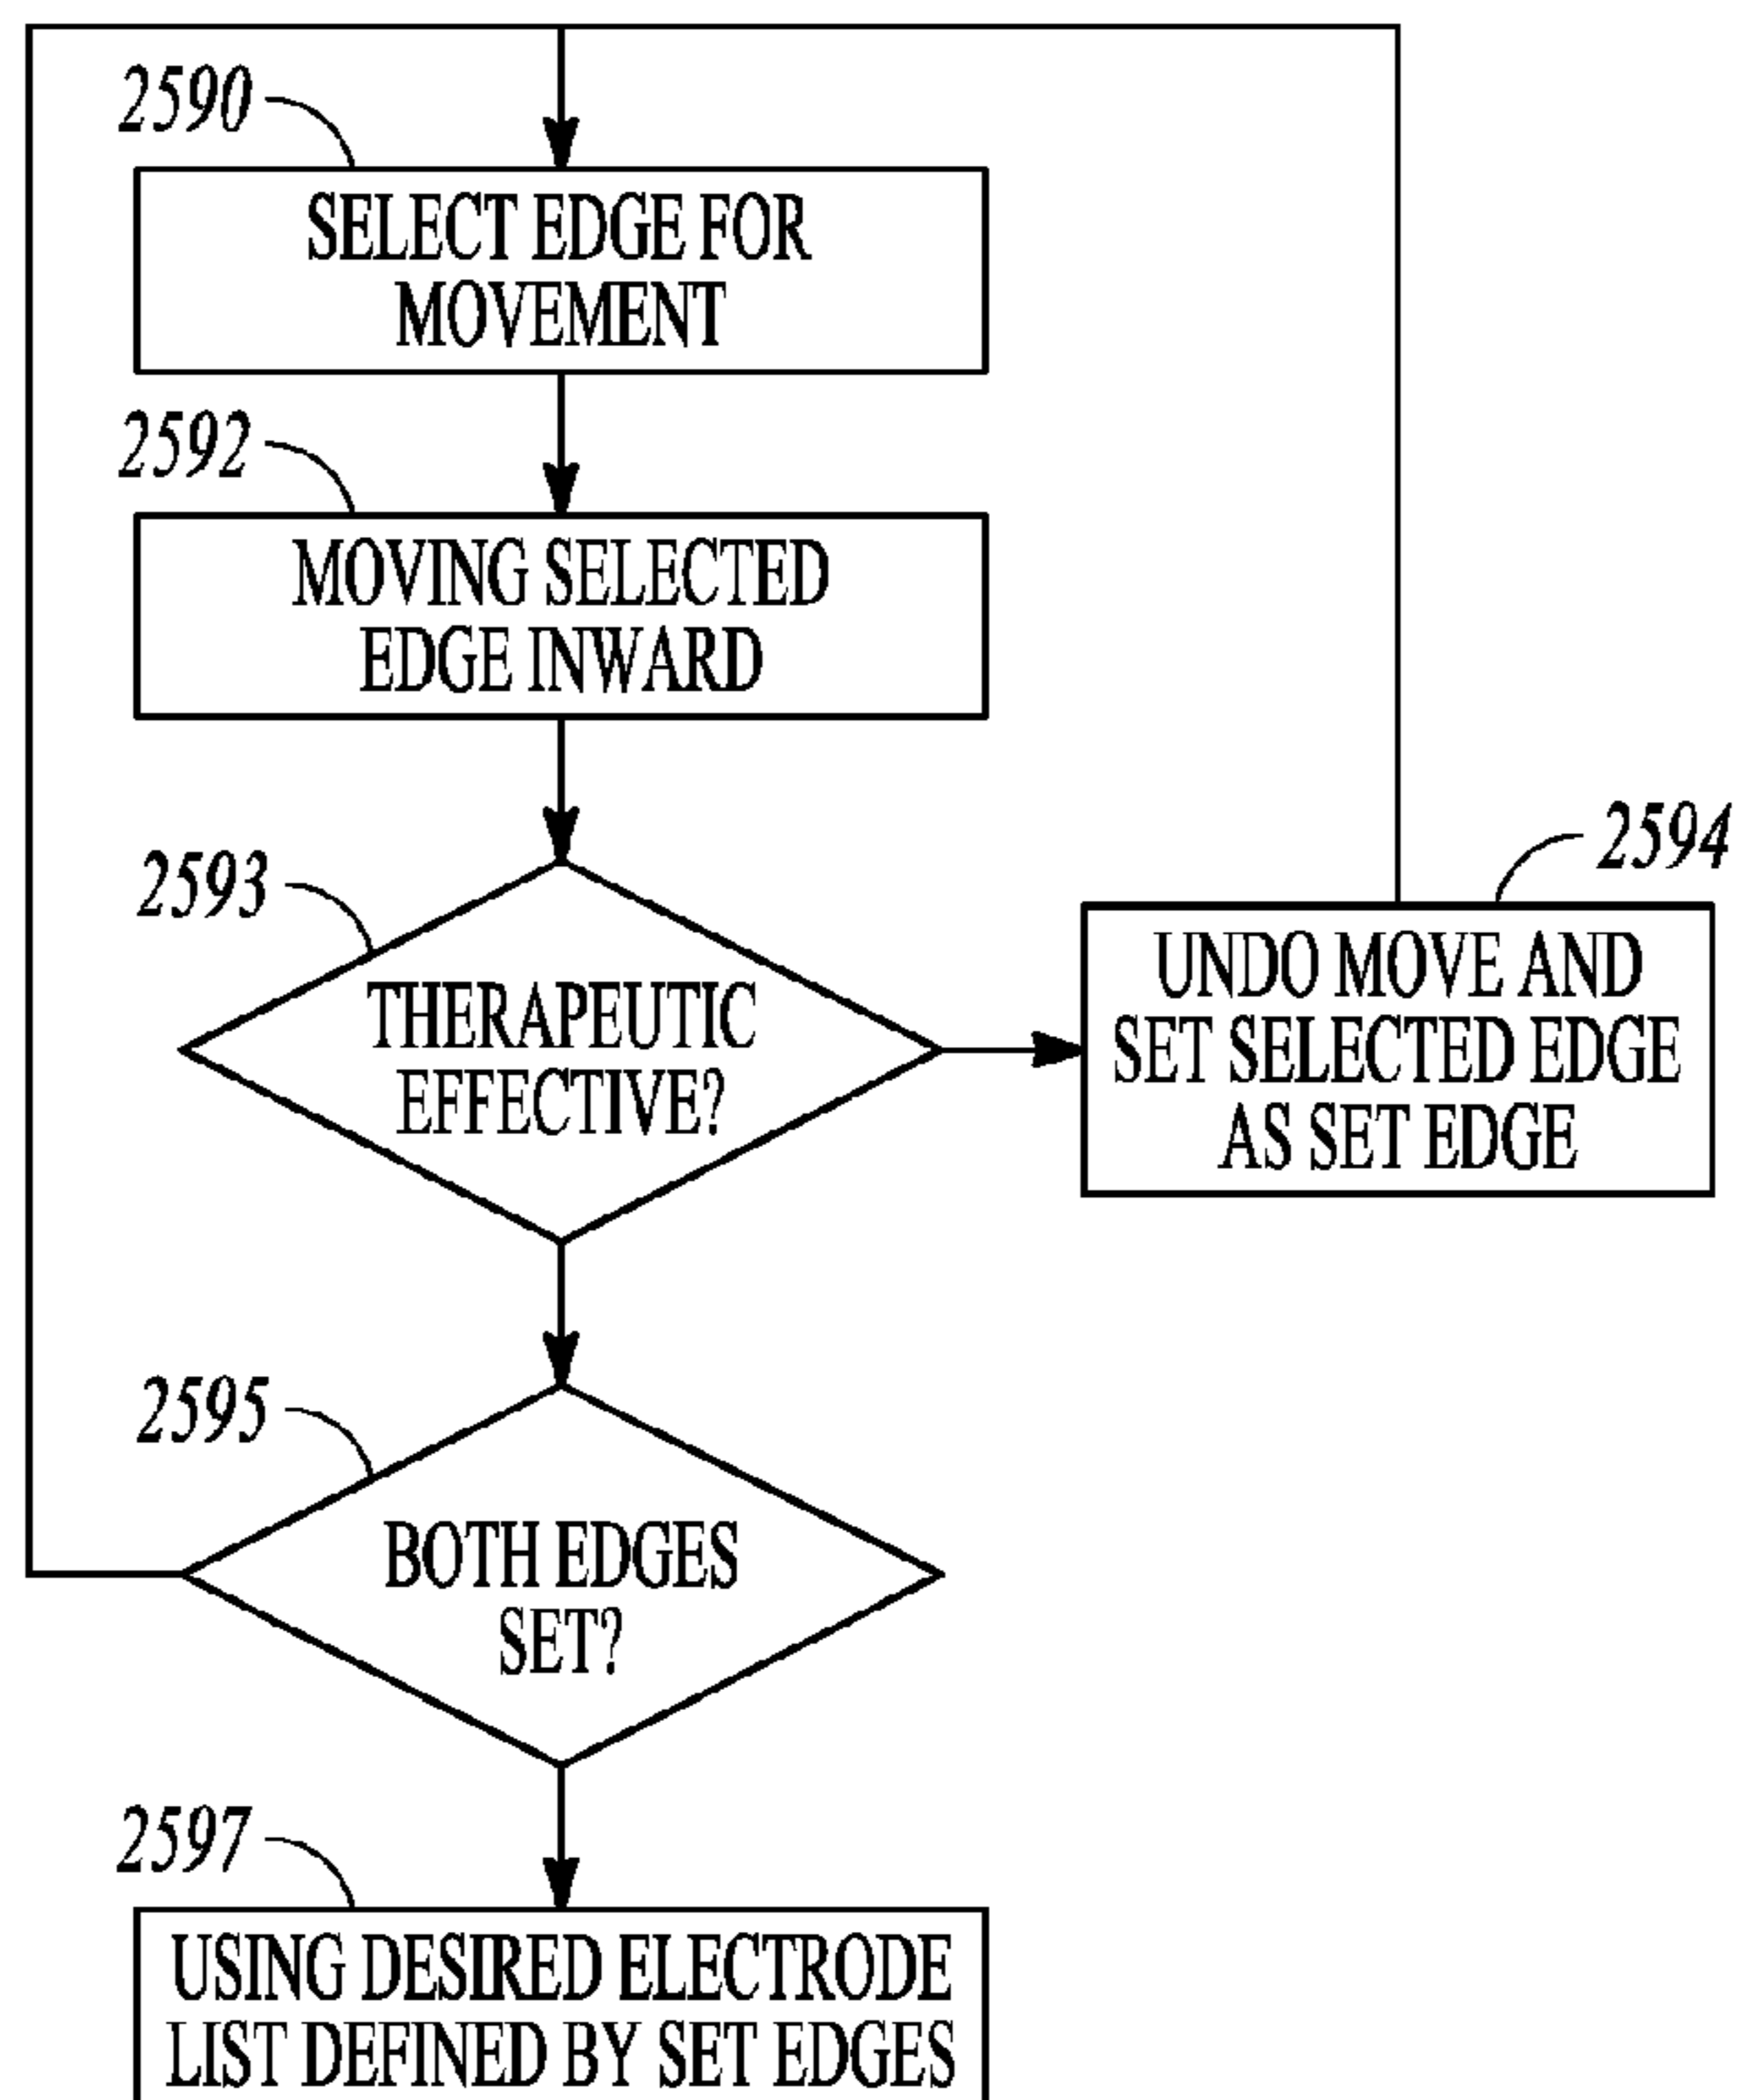 2590
SELECT EDGE FOR
MOVEMENT
2592
MOVING SELECTED
EDGE INWARD
2593
THERAPEUTIC
EFFECTIVE?
2594
UNDO MOVE AND
SET SELECTED EDGE
AS SET EDGE
2595
BOTH EDGES
SET?
2597
USING DESIRED ELECTRODE
LIST DEFINED BY SET EDGES